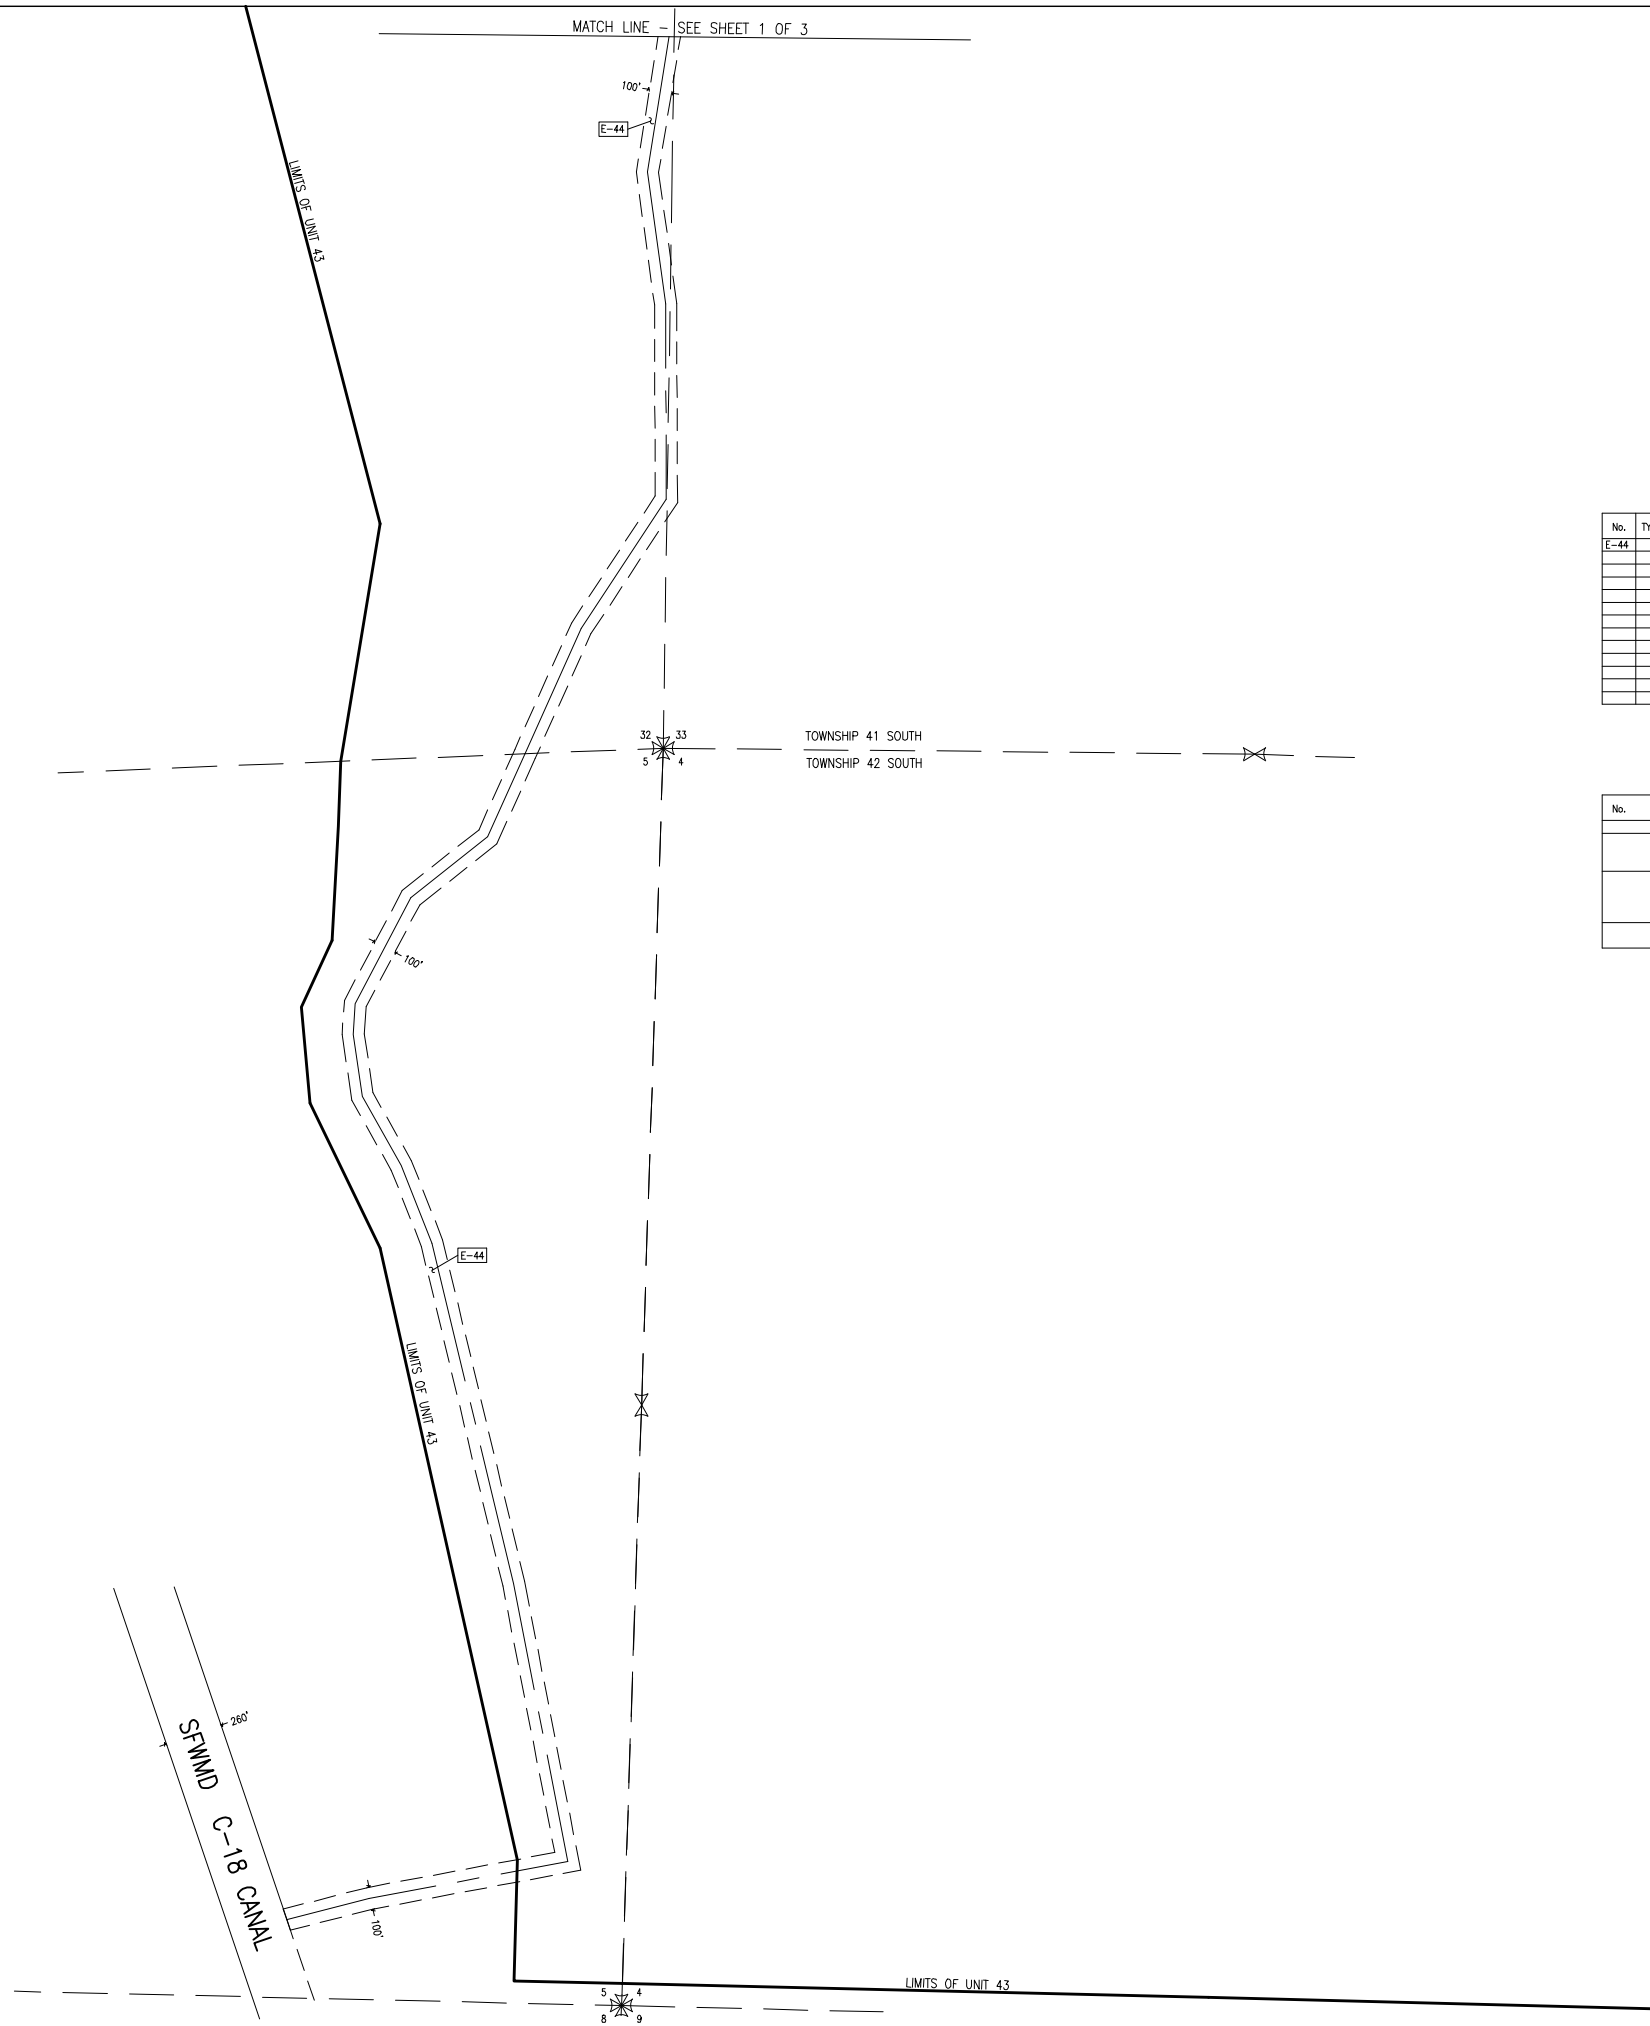 MATCH LINE - SEE SHEET 1 OF 3
100'
E-44
LIMITS OF UNIT 43
No.
E-44
32 33
5 4
TOWNSHIP 41 SOUTH
TOWNSHIP 42 SOUTH
No.
100'
E-44
LIMITS OF UNIT 43
260'
SFWMD C-18 CANAL
100'
LIMITS OF UNIT 43
5 4
8 9